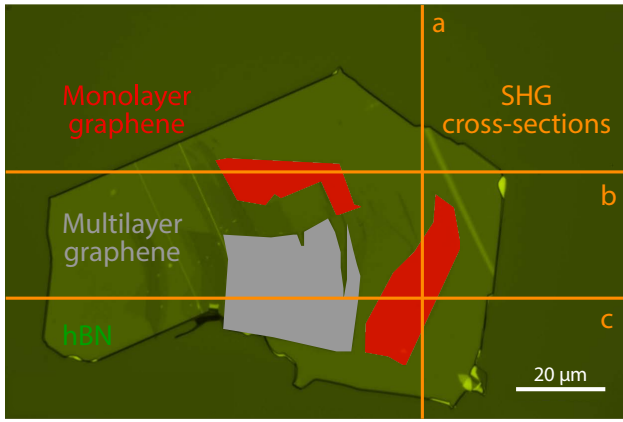 a
Monolayer
graphene
SHG
cross-sections
b
Multilayer
graphene
c
hBN
20 µm